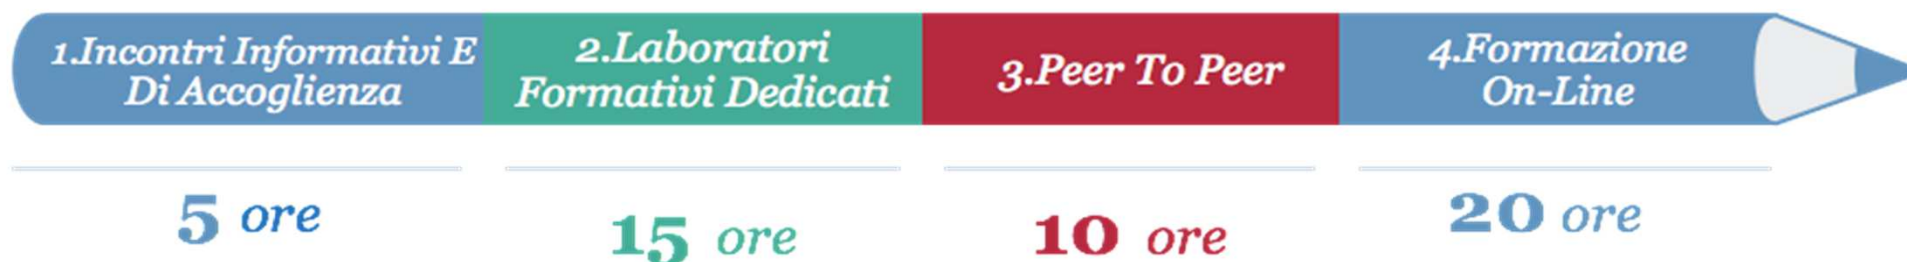 1.Incontri Informativi E
Di Accoglienza
2.Laboratori
Formativi Dedicati
3.Peer To Peer
4.Formazione
On-Line
5 ore
15 ore
10 ore
20 ore